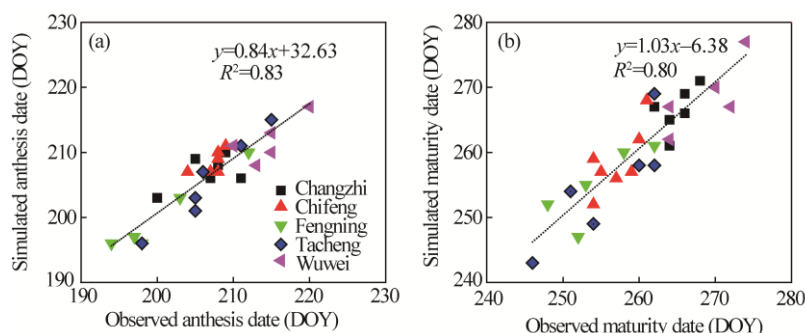 230
(a)
y=0.84x+32.63
R²=0.83
220
210
200
190
Simulated anthesis date (DOY)
Changzhi
Chifeng
Fengning
Tacheng
Wuwei
190 200 210 220 230
Observed anthesis date (DOY)
280
(b)
y=1.03x–6.38
R²=0.80
270
260
250
240
Simulated maturity date (DOY)
240 250 260 270 280
Observed maturity date (DOY)